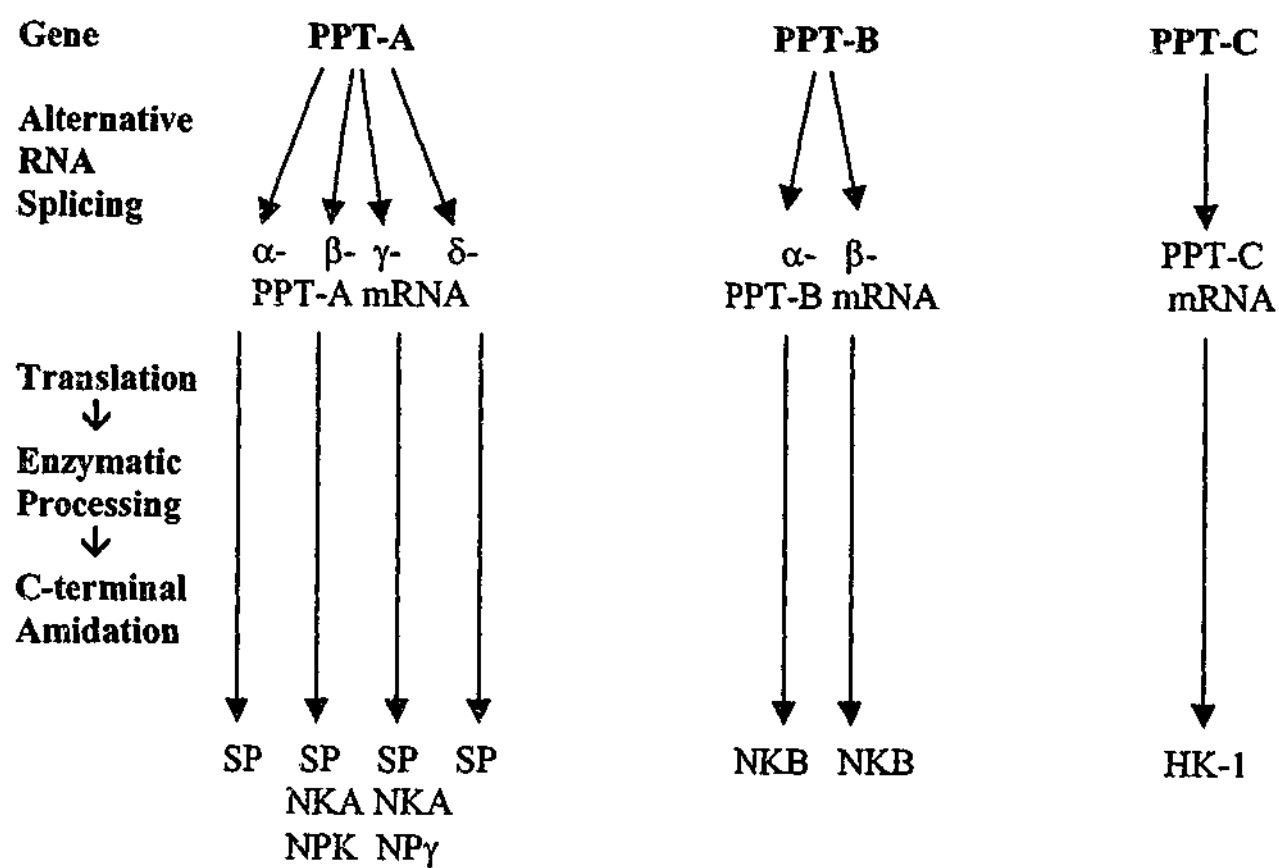 Gene PPT-A PPT-B PPT-C
Alternative
RNA
Splicing
α- β- γ- δ- α- β- PPT-C
PPT-A mRNA PPT-B mRNA mRNA
Translation
↓
Enzymatic
Processing
↓
C-terminal
Amidation
SP SP SP SP NKB NKB HK-1
NKA NKA
NPK NPγ